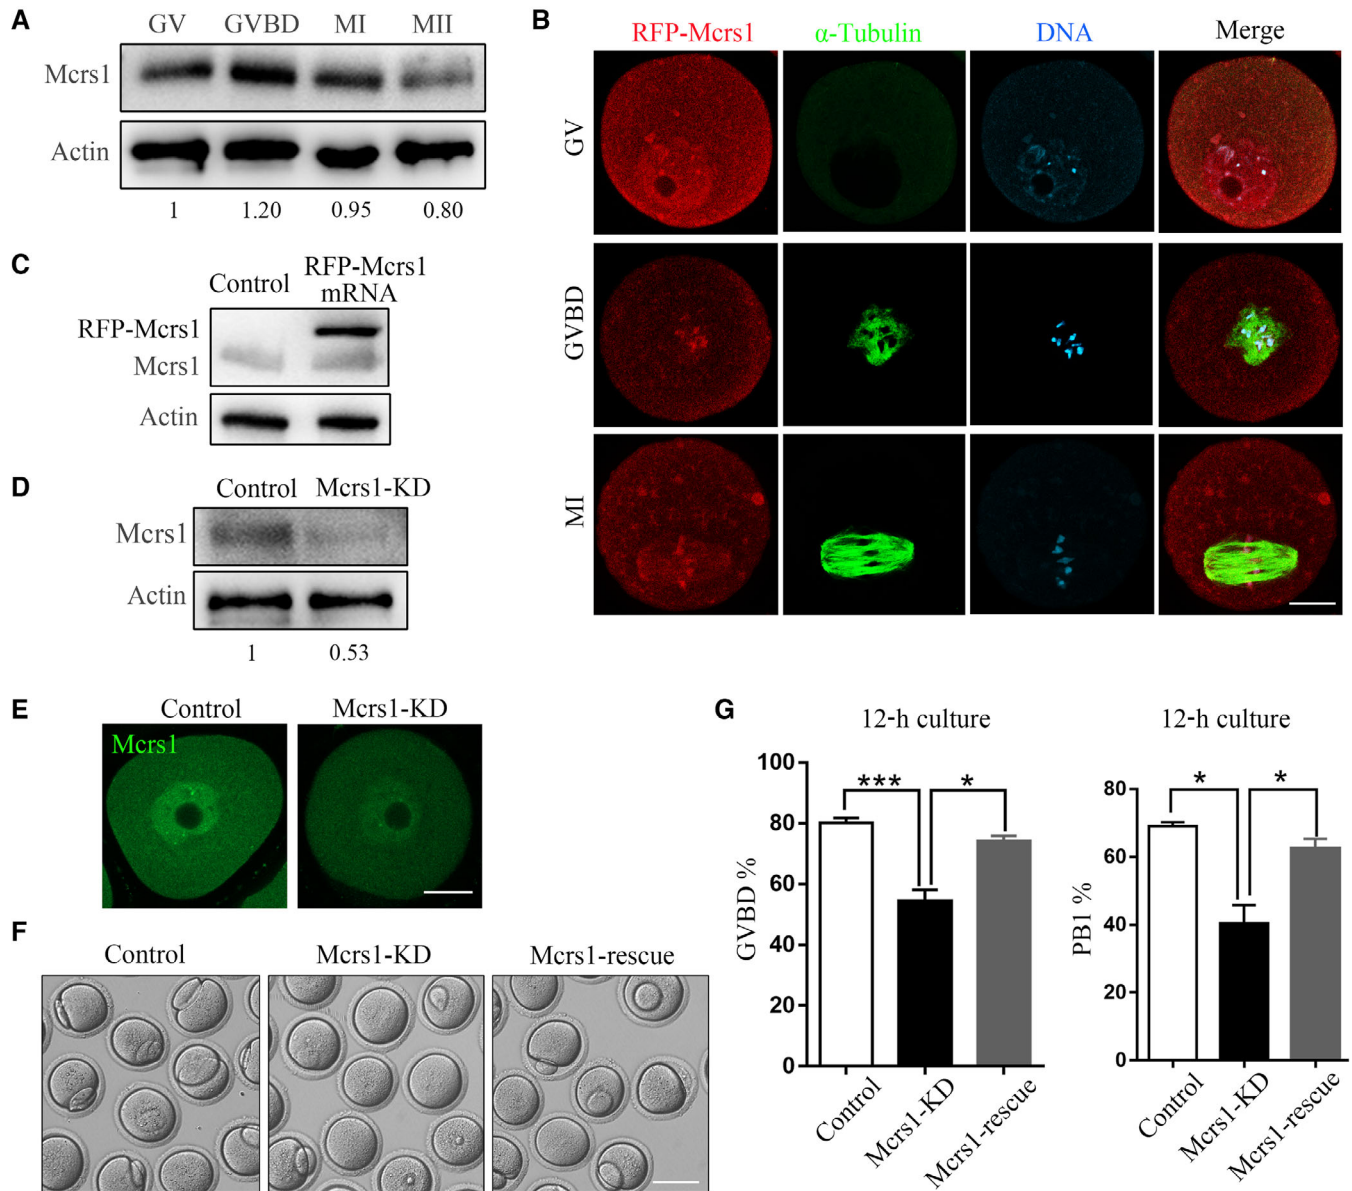 A
GV GVBD MI MII
Mcrs1
Actin
1 1.20 0.95 0.80
B
RFP-Mcrs1 α-Tubulin DNA Merge
GV
GVBD
MI
C
Control RFP-Mcrs1
mRNA
RFP-Mcrs1
Mcrs1
Actin
D
Control Mcrs1-KD
Mcrs1
Actin
1 0.53
E
Control Mcrs1-KD
Mcrs1
F
Control Mcrs1-KD Mcrs1-rescue
G
12-h culture
GVBD %
100
80
60
40
20
0
*** *
Control Mcrs1-KD Mcrs1-rescue
12-h culture
PB1 %
80
60
40
20
0
* *
Control Mcrs1-KD Mcrs1-rescue